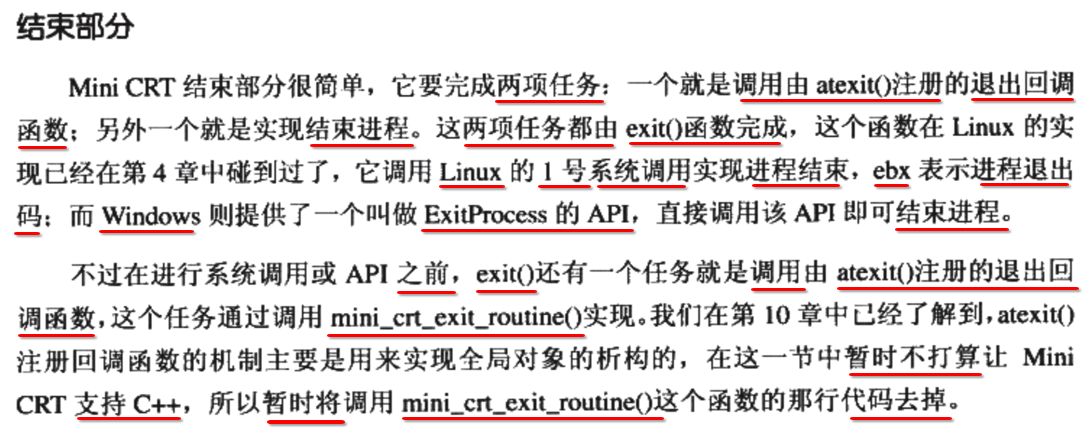 结束部分
Mini CRT 结束部分很简单，它要完成两项任务：一个就是调用由 atexit()注册的退出回调
函数；另外一个就是实现结束进程。这两项任务都由 exit()函数完成，这个函数在 Linux 的实
现已经在第 4 章中碰到过了，它调用 Linux 的 1 号系统调用实现进程结束，ebx 表示进程退出
码；而 Windows 则提供了一个叫做 ExitProcess 的 API，直接调用该 API 即可结束进程。
不过在进行系统调用或 API 之前，exit()还有一个任务就是调用由 atexit()注册的退出回
调函数，这个任务通过调用 mini_crt_exit_routine()实现。我们在第 10 章中已经了解到，atexit()
注册回调函数的机制主要是用来实现全局对象的析构的，在这一节中暂时不打算让 Mini
CRT 支持 C++，所以暂时将调用 mini_crt_exit_routine()这个函数的那行代码去掉。